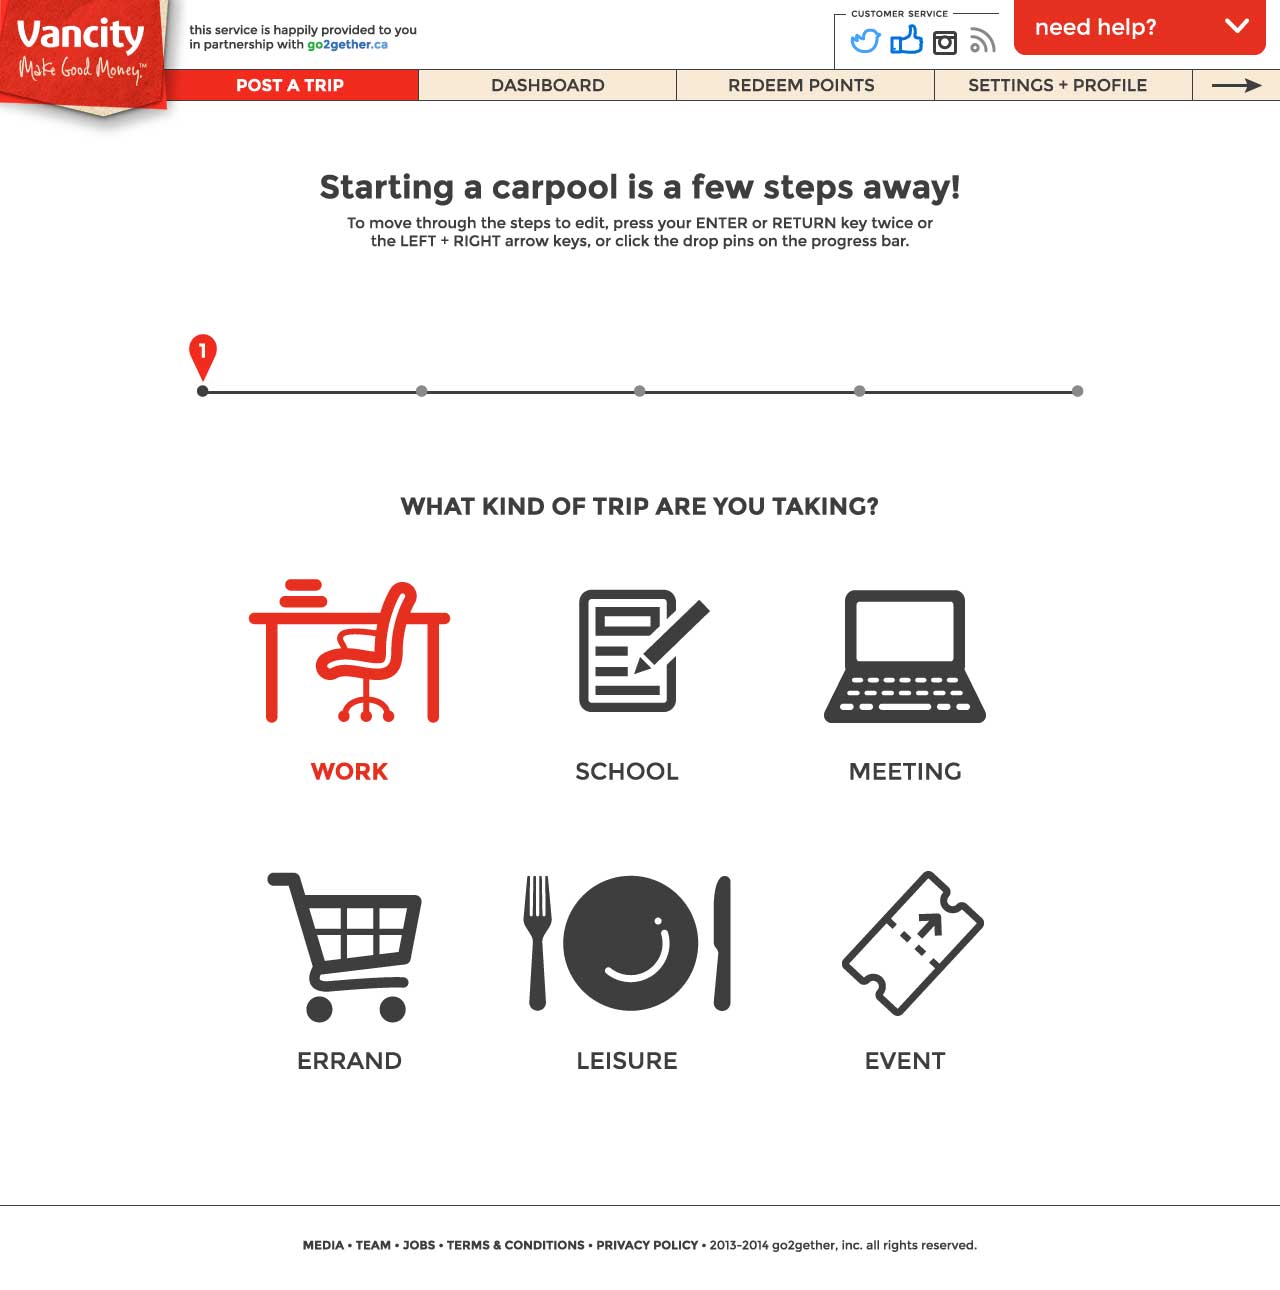 Vancity
Make Good Money.™
this service is happily provided to you
in partnership with go2gether.ca
CUSTOMER SERVICE
need help?
POST A TRIP
DASHBOARD
REDEEM POINTS
SETTINGS + PROFILE
Starting a carpool is a few steps away!
To move through the steps to edit, press your ENTER or RETURN key twice or
the LEFT + RIGHT arrow keys, or click the drop pins on the progress bar.
1
WHAT KIND OF TRIP ARE YOU TAKING?
WORK
SCHOOL
MEETING
ERRAND
LEISURE
EVENT
MEDIA • TEAM • JOBS • TERMS & CONDITIONS • PRIVACY POLICY • 2013-2014 go2gether, inc. all rights reserved.